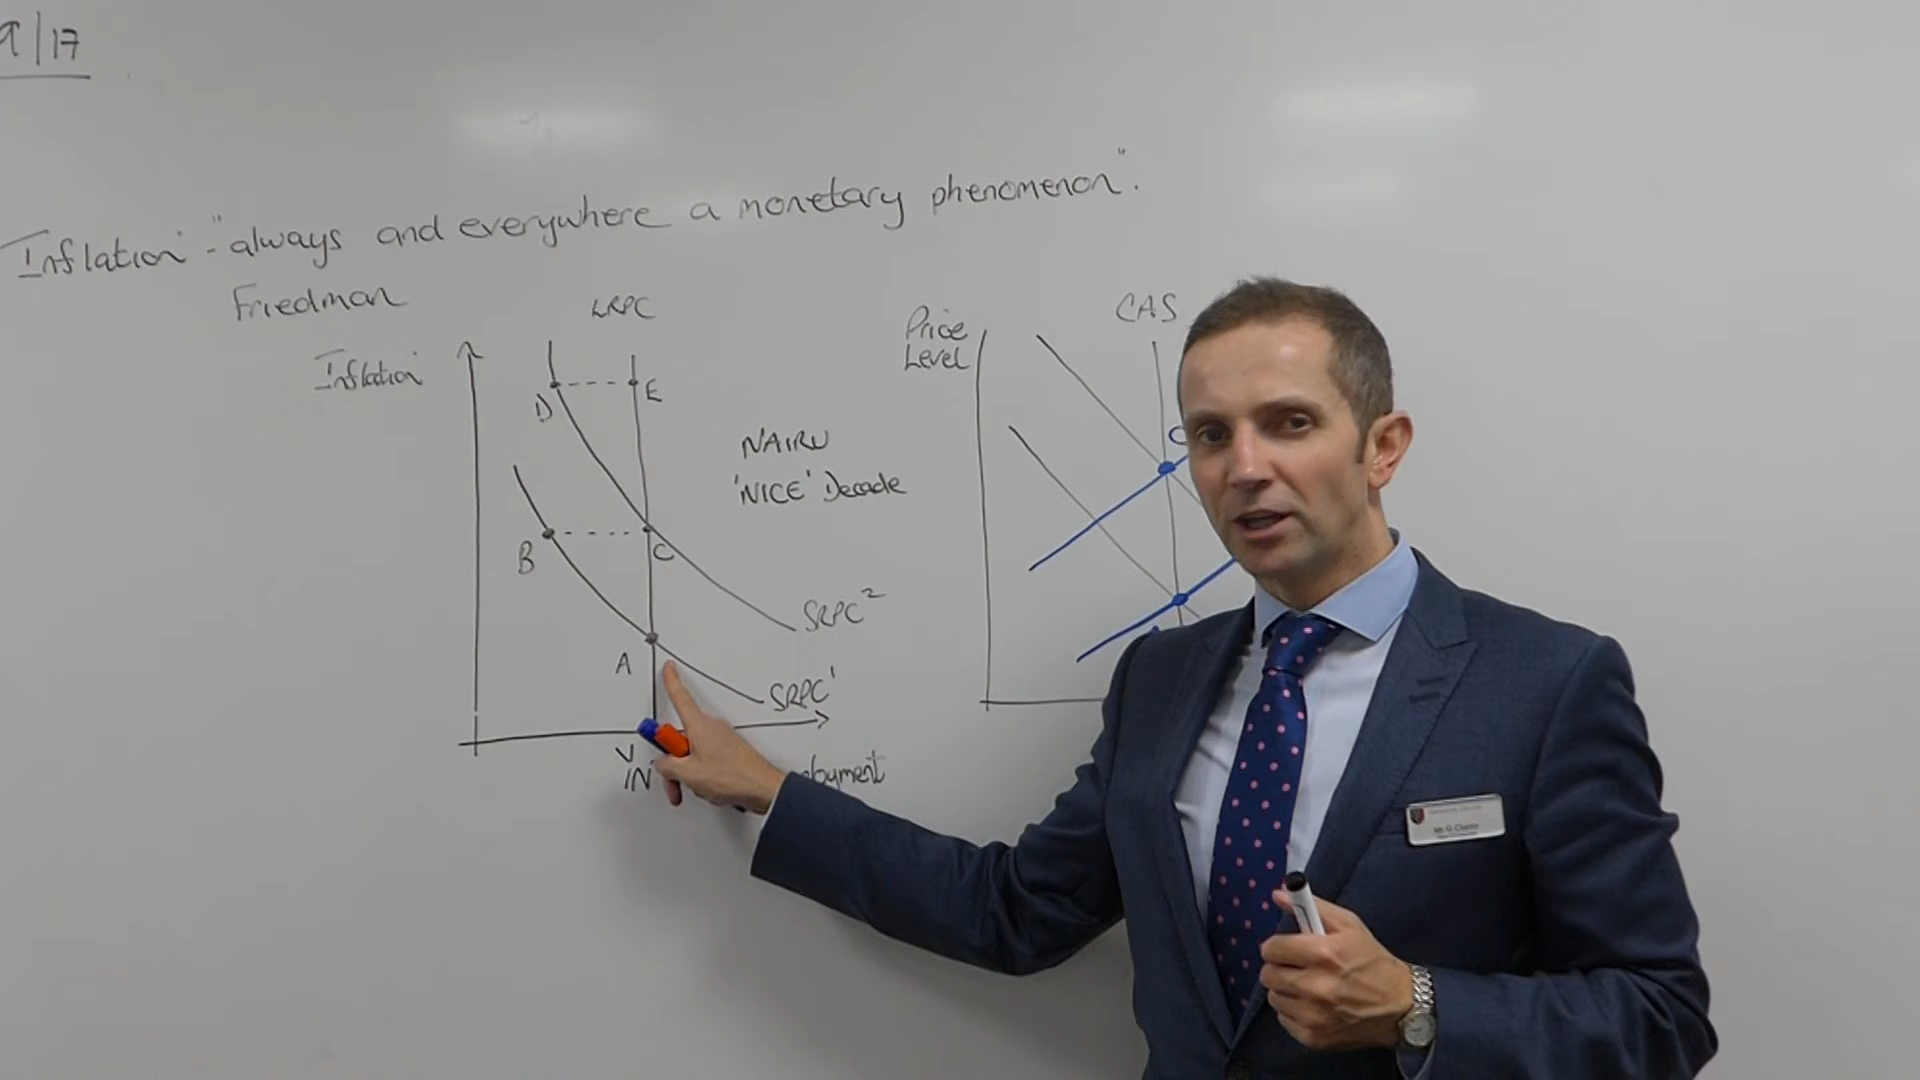 9/17
Inflation - "always and everywhere a monetary phenomenon".
Friedman
LRPC
Inflation
D
E
B
C
A
SRPC²
SRPC¹
NAIRU
'NICE' Decade
CAS
Price
Level
C